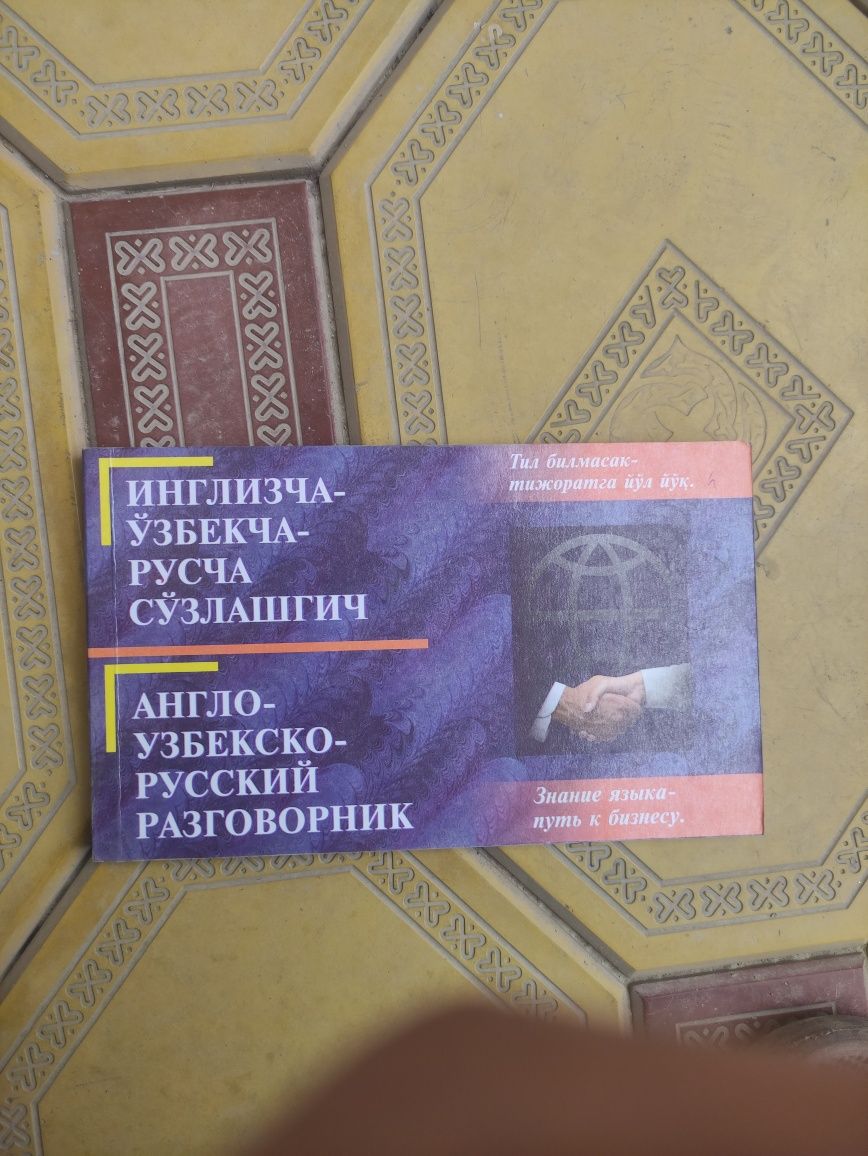 ИНГЛИЗЧА-
ЎЗБЕКЧА-
РУСЧА
СЎЗЛАШГИЧ
Тил билмасак-
тижоратга йўл йўқ.
АНГЛО-
УЗБЕКСКО-
РУССКИЙ
РАЗГОВОРНИК
Знание языка-
путь к бизнесу.